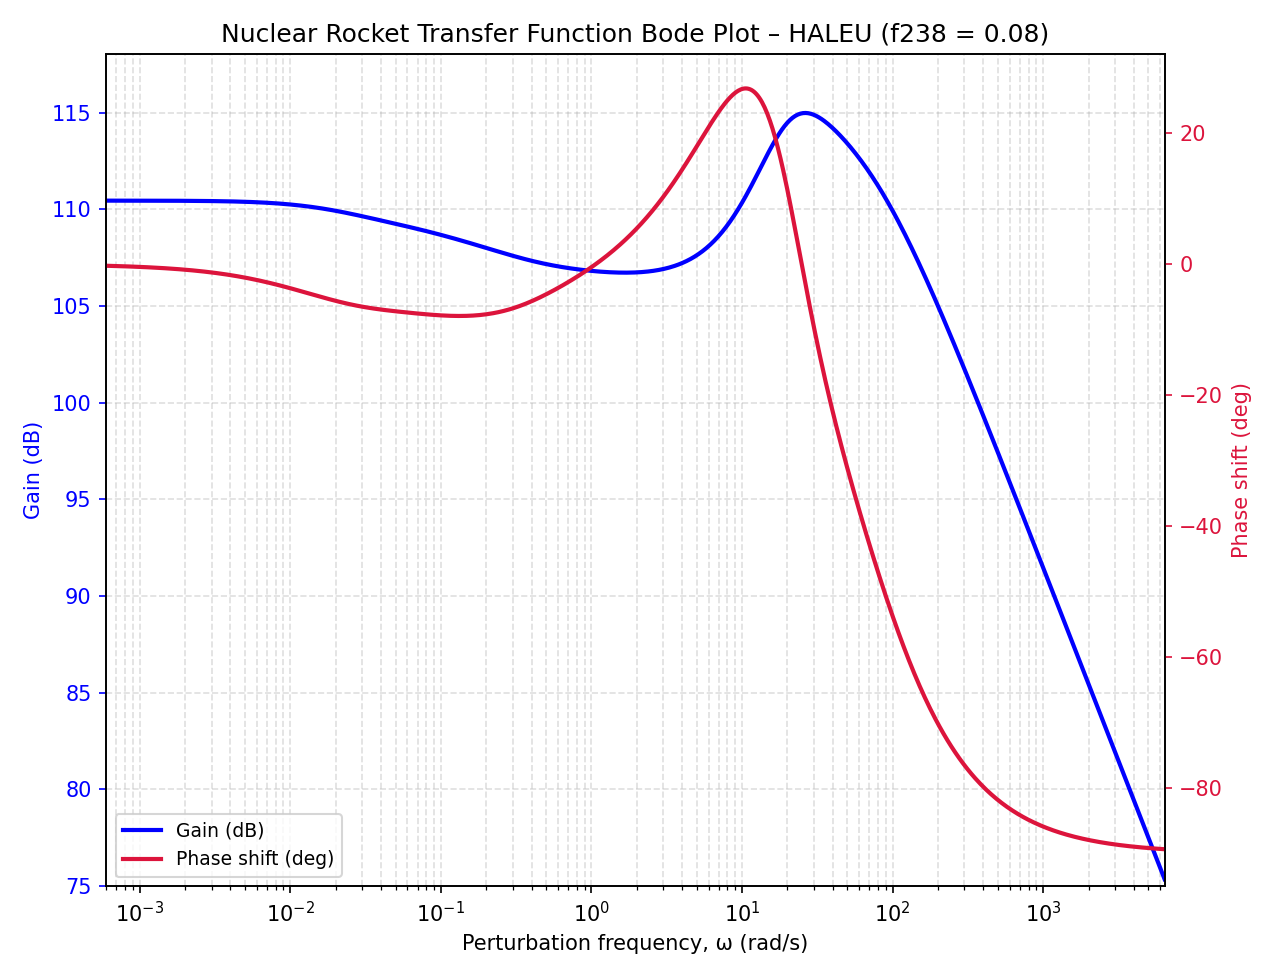 Nuclear Rocket Transfer Function Bode Plot – HALEU (f238 = 0.08)
Gain (dB)
115
110
105
100
95
90
85
80
75
20
0
−20
−40
−60
−80
Phase shift (deg)
Gain (dB)
Phase shift (deg)
10⁻³ 10⁻² 10⁻¹ 10⁰ 10¹ 10² 10³
Perturbation frequency, ω (rad/s)